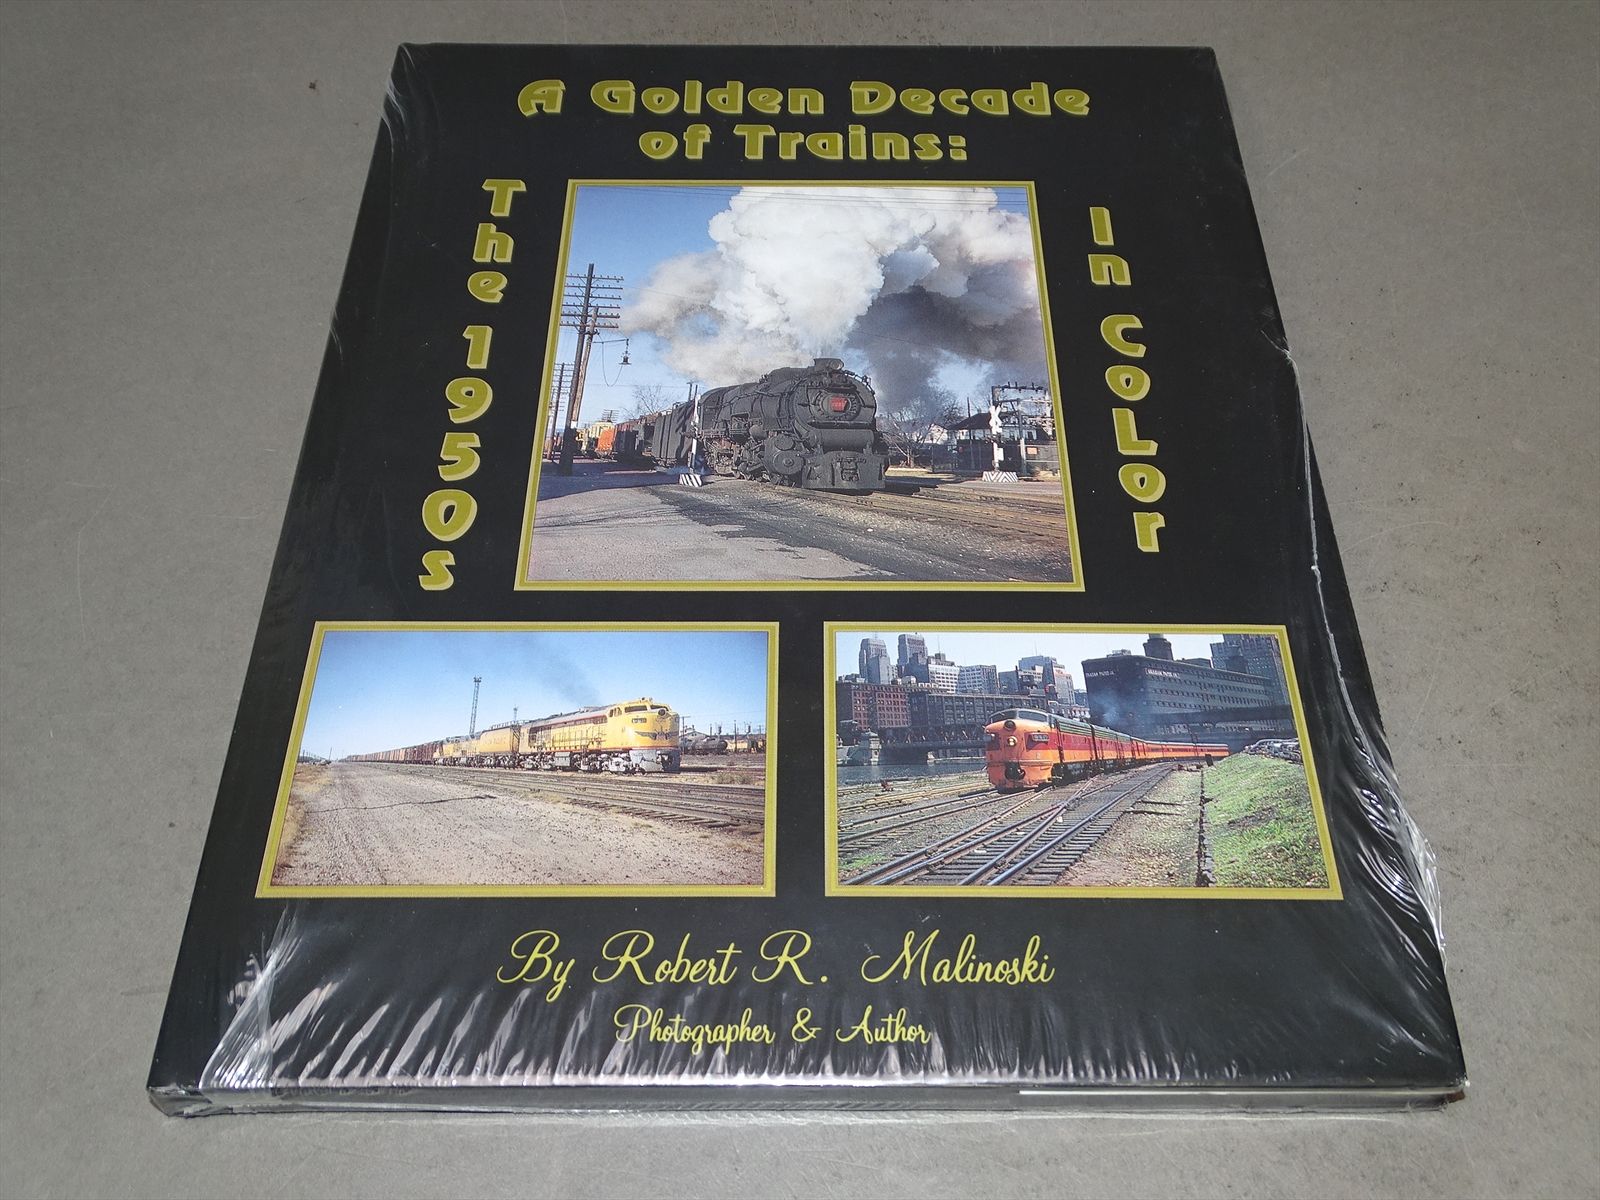 A Golden Decade
of Trains:
The 1950s
In Color
By Robert R. Malinoski
Photographer & Author